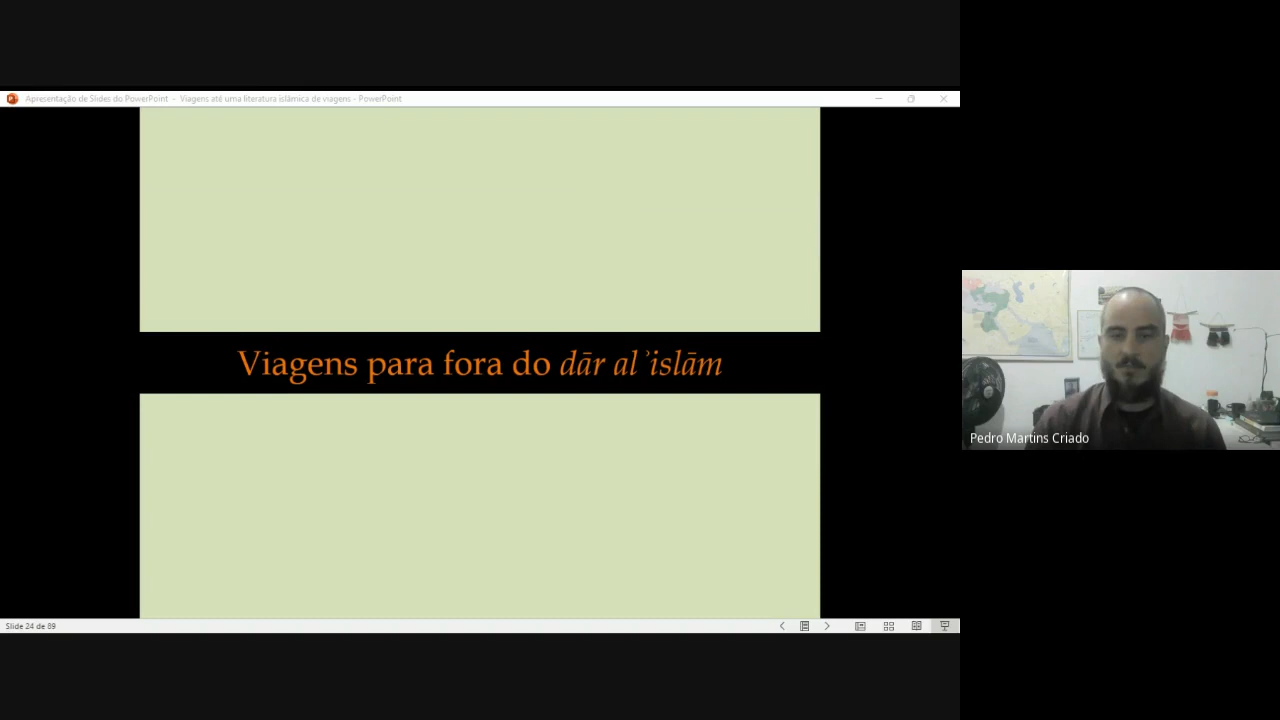 Apresentação de Slides do PowerPoint - Viagens até uma literatura islâmica de viagens - PowerPoint
Viagens para fora do dār al ʾislām
Pedro Martins Criado
Slide 24 de 89